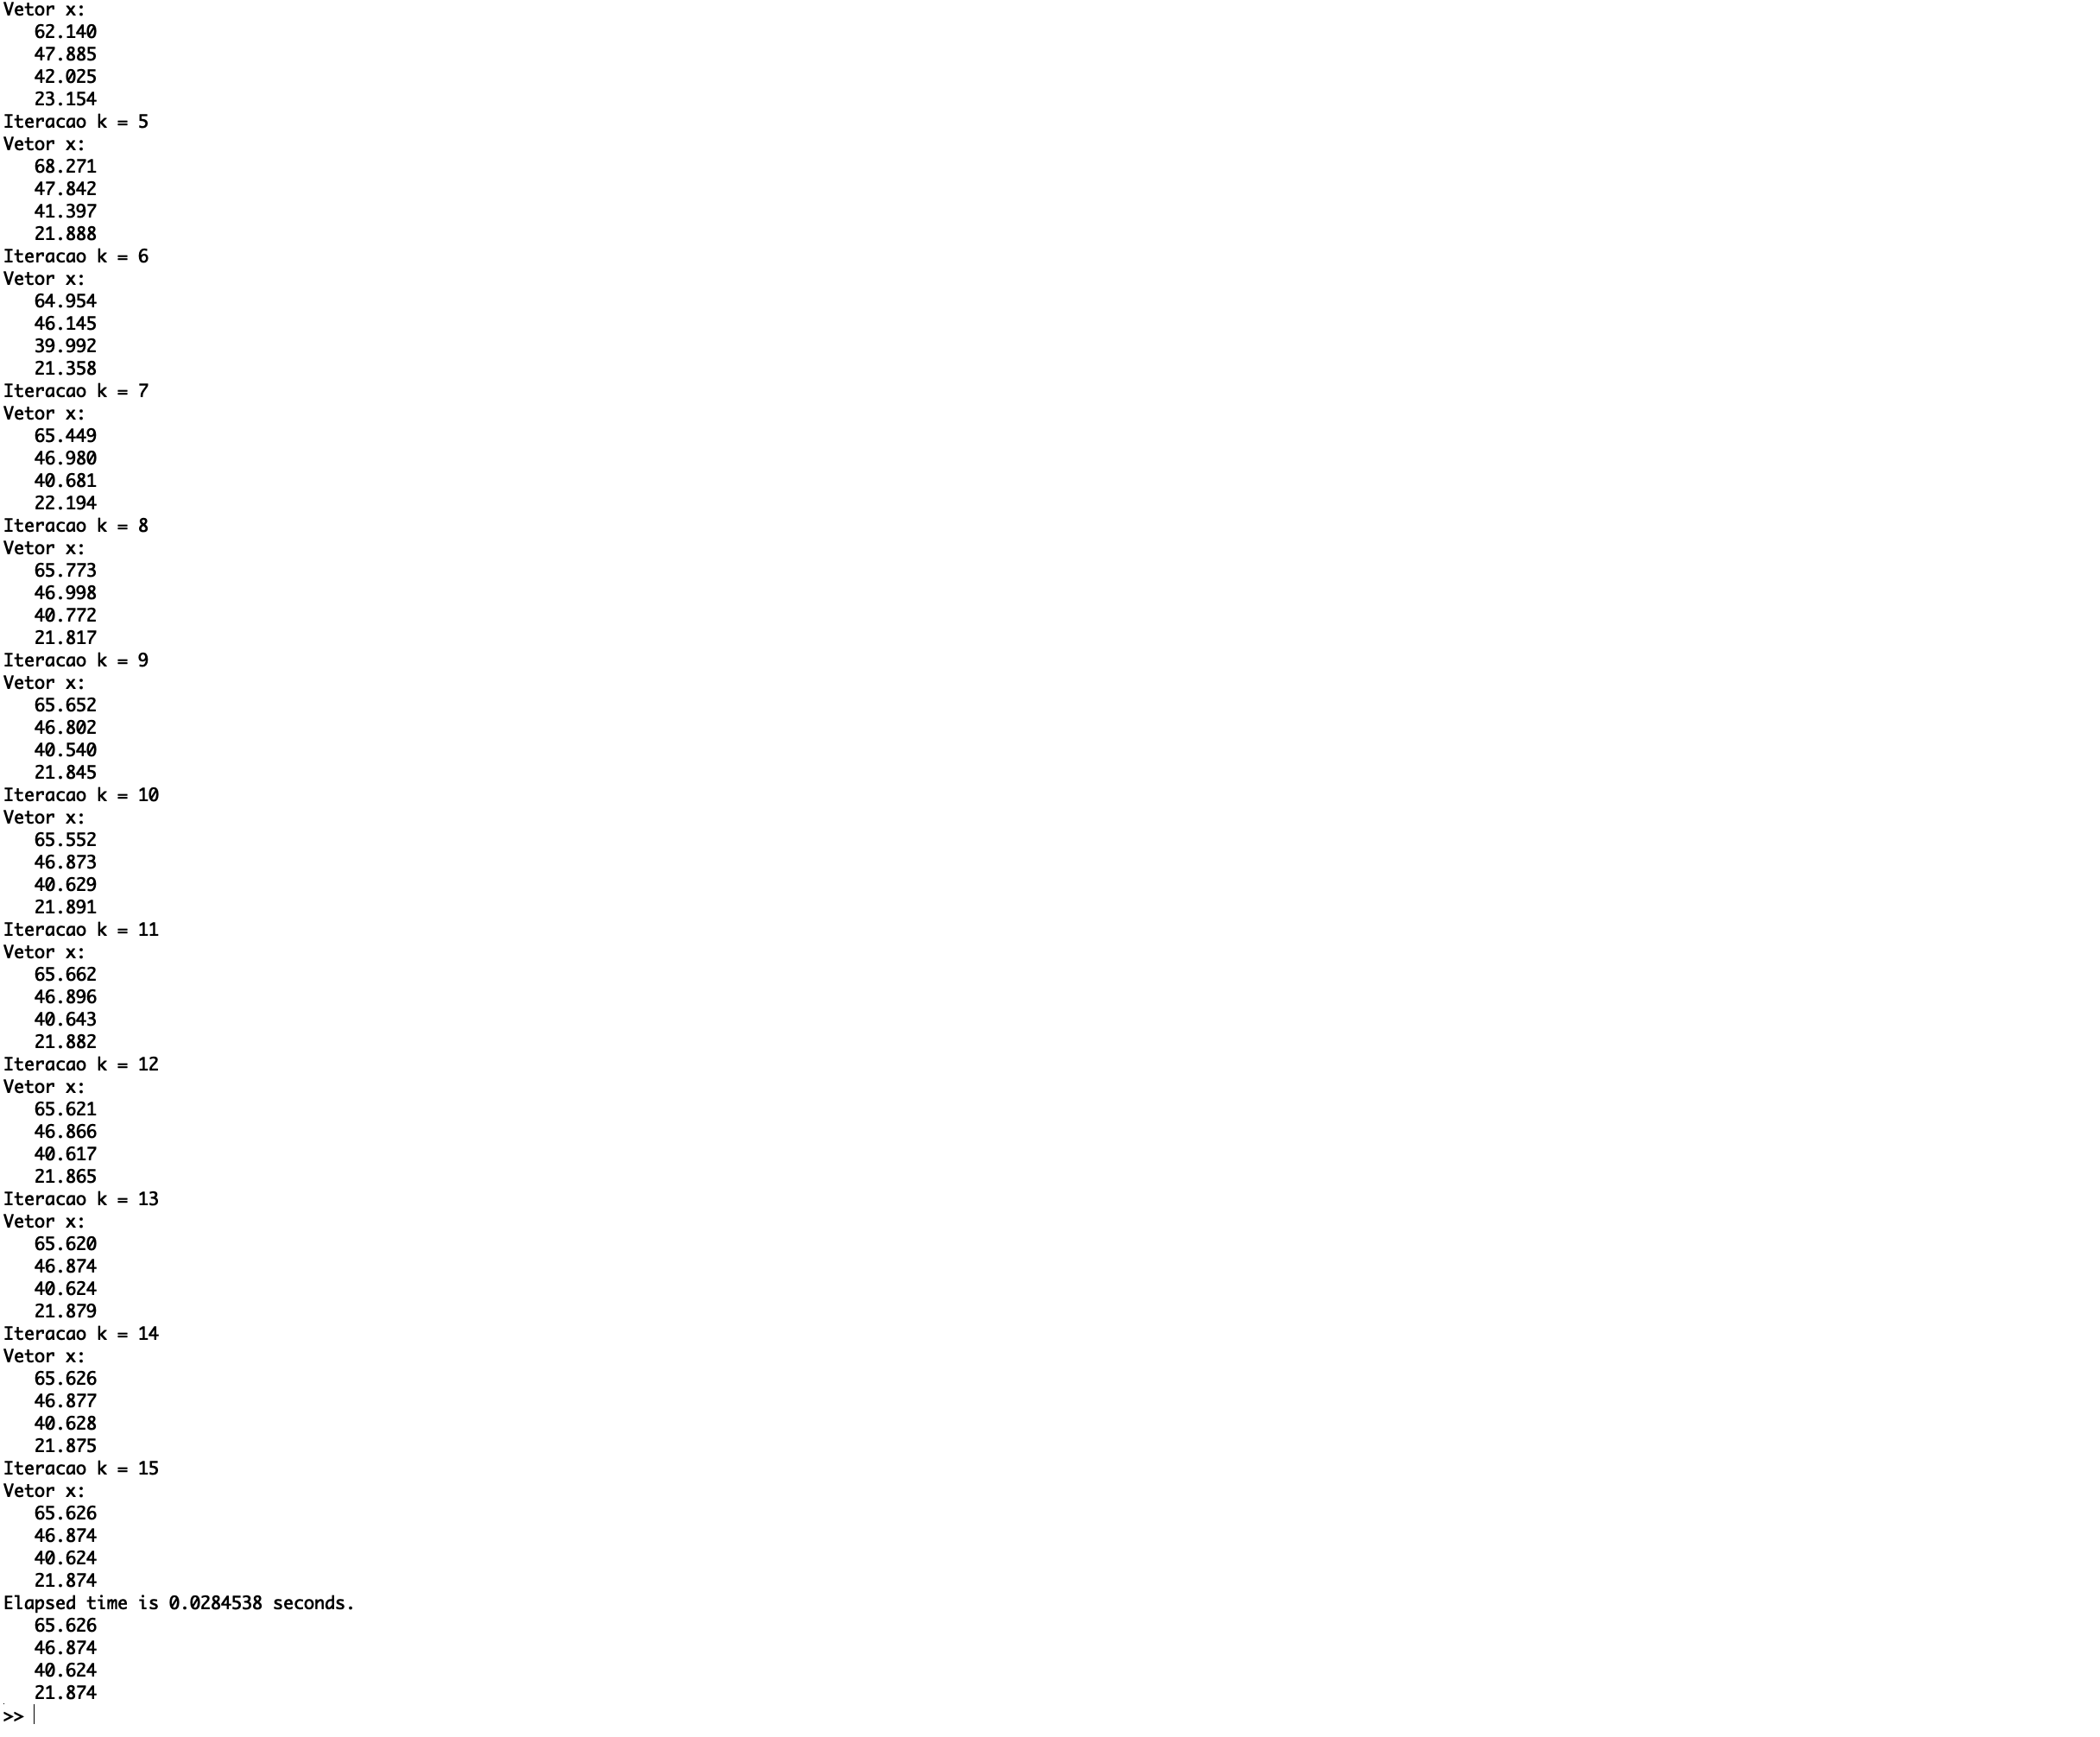 Vetor x:
62.140
47.885
42.025
23.154
Iteracao k = 5
Vetor x:
68.271
47.842
41.397
21.888
Iteracao k = 6
Vetor x:
64.954
46.145
39.992
21.358
Iteracao k = 7
Vetor x:
65.449
46.980
40.681
22.194
Iteracao k = 8
Vetor x:
65.773
46.998
40.772
21.817
Iteracao k = 9
Vetor x:
65.652
46.802
40.540
21.845
Iteracao k = 10
Vetor x:
65.552
46.873
40.629
21.891
Iteracao k = 11
Vetor x:
65.662
46.896
40.643
21.882
Iteracao k = 12
Vetor x:
65.621
46.866
40.617
21.865
Iteracao k = 13
Vetor x:
65.620
46.874
40.624
21.879
Iteracao k = 14
Vetor x:
65.626
46.877
40.628
21.875
Iteracao k = 15
Vetor x:
65.626
46.874
40.624
21.874
Elapsed time is 0.0284538 seconds.
65.626
46.874
40.624
21.874
>>